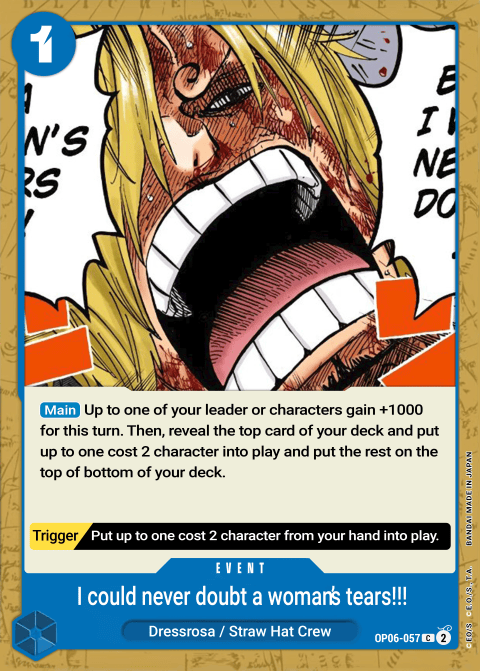 1
A
N'S
RS
!
B
I
NE
DO
Main Up to one of your leader or characters gain +1000
for this turn. Then, reveal the top card of your deck and put
up to one cost 2 character into play and put the rest on the
top of bottom of your deck.
Trigger Put up to one cost 2 character from your hand into play.
EVENT
I could never doubt a woman's tears!!!
Dressrosa / Straw Hat Crew
OP06-057 C 2
©E.O./S. ©E.O./S.,T.A. BANDAI MADE IN JAPAN